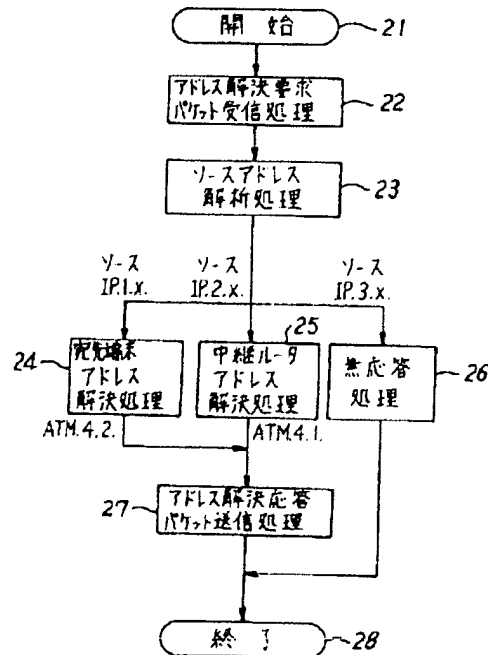 開始
21
アドレス解決要求
パケット受信処理
22
ソースアドレス
解析処理
23
ソース
IP.1.x.
ソース
IP.2.x.
ソース
IP.3.x.
24
宛先端末
アドレス
解決処理
25
中継ルータ
アドレス
解決処理
無応答
処理
26
ATM.4.2.
ATM.4.1.
27
アドレス解決応答
パケット送信処理
終了
28